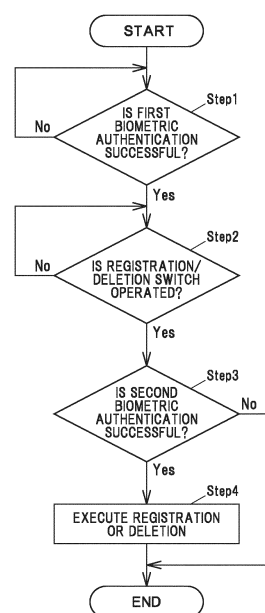 START
Step1
IS FIRST
BIOMETRIC
AUTHENTICATION
SUCCESSFUL?
No
Yes
Step2
IS REGISTRATION/
DELETION SWITCH
OPERATED?
No
Yes
Step3
IS SECOND
BIOMETRIC
AUTHENTICATION
SUCCESSFUL?
No
Yes
Step4
EXECUTE REGISTRATION
OR DELETION
END